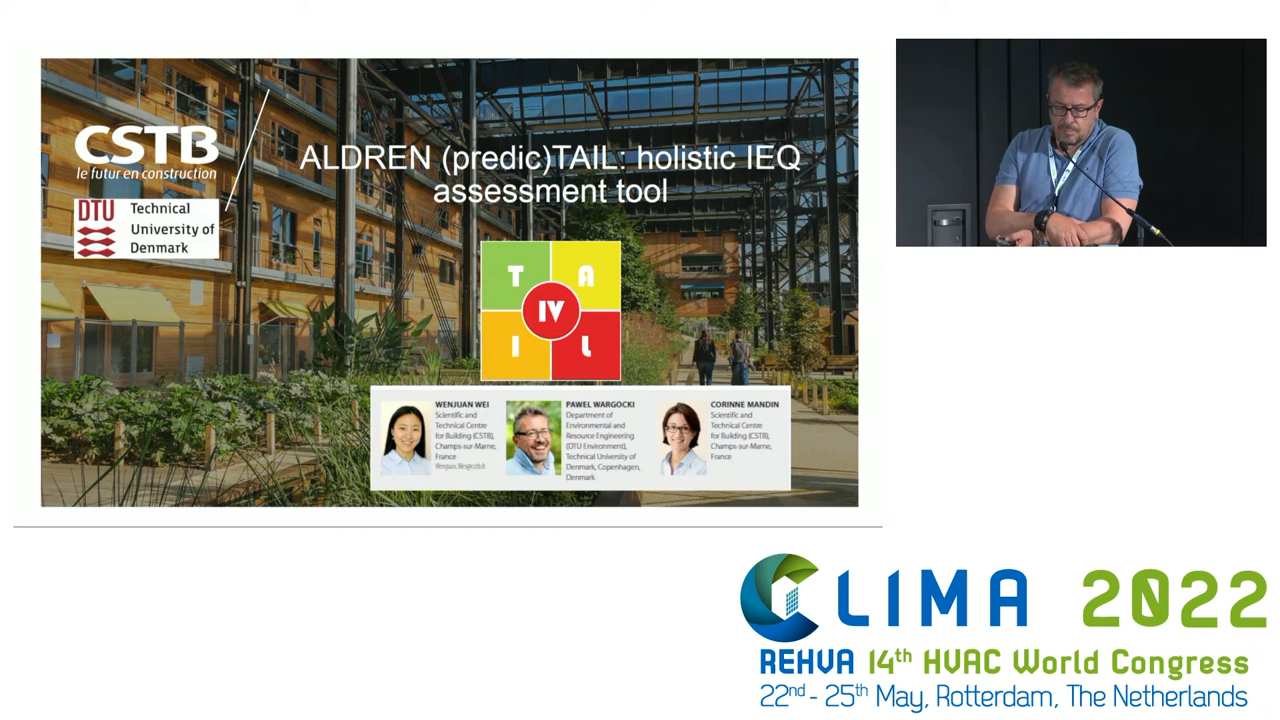 CSTB
le futur en construction
DTU
Technical
University of
Denmark
ALDREN (predic)TAIL: holistic IEQ
assessment tool
T A
IV
I L
WENJUAN WEI
Scientific and
Technical Centre
for Building (CSTB),
Champs-sur-Marne,
France
PAWEL WARGOCKI
Department of
Environmental and
Resource Engineering
(DTU Environment),
Technical University of
Denmark, Copenhagen,
Denmark
CORINNE MANDIN
Scientific and
Technical Centre
for Building (CSTB),
Champs-sur-Marne,
France
CLIMA 2022
REHVA 14th HVAC World Congress
22nd - 25th May, Rotterdam, The Netherlands